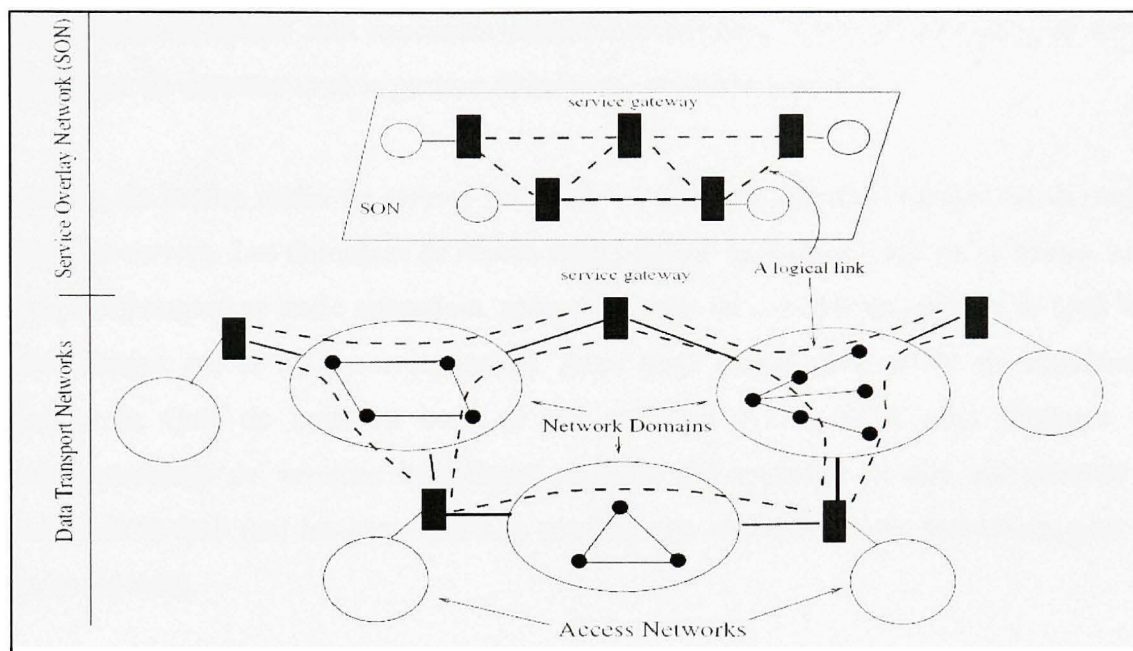 Service Overlay Network (SON)
Data Transport Networks
service gateway
SON
A logical link
service gateway
Network Domains
Access Networks